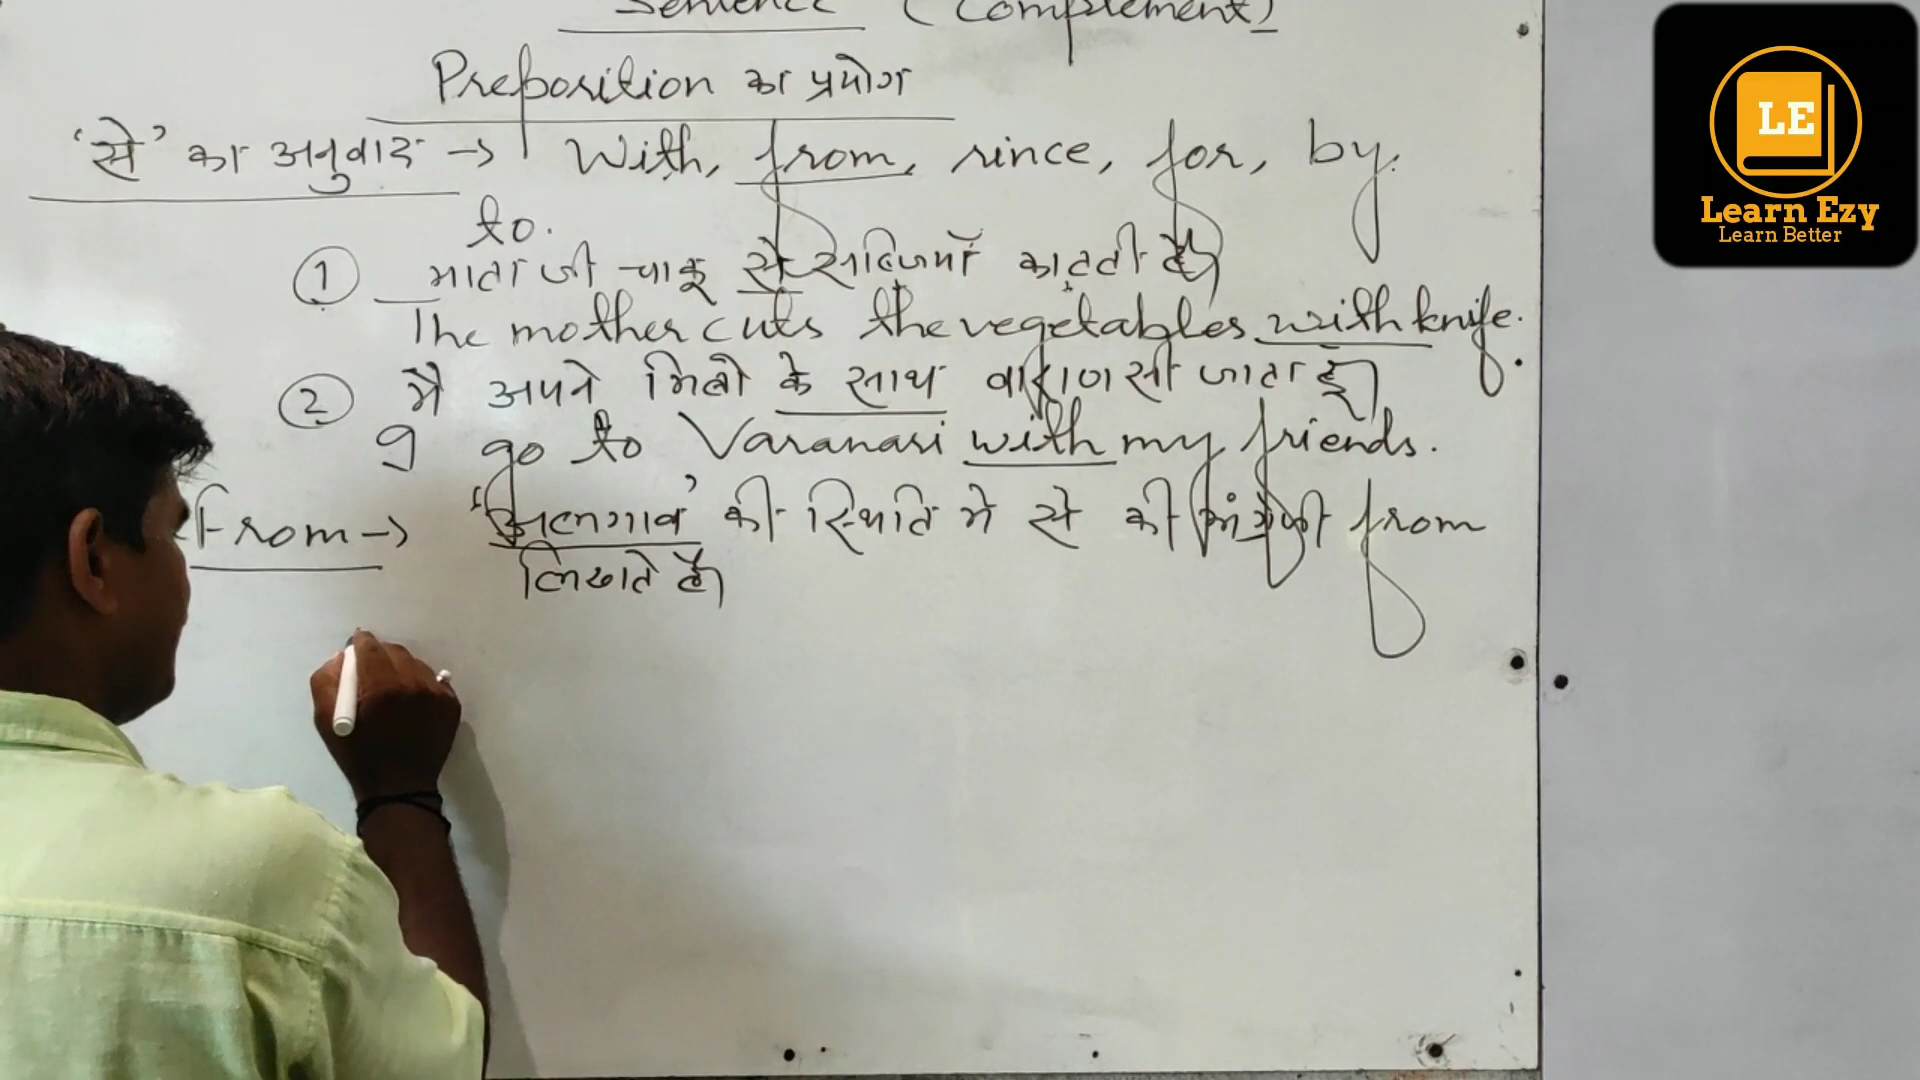 Sentence (Complement)
Preposition का प्रयोग
'से' का अनुवाद → With, from, since, for, by.
to.
① माता जी चाकू से सब्जियाँ काटती है।
The mother cuts the vegetables with knife.
② मै अपने मित्रो के साथ वाराणसी जाता हूँ।
I go to Varanasi with my friends.
From → 'अलगाव' की स्थिति मे से की अंग्रेजी from
लिखते है।
LE
Learn Ezy
Learn Better